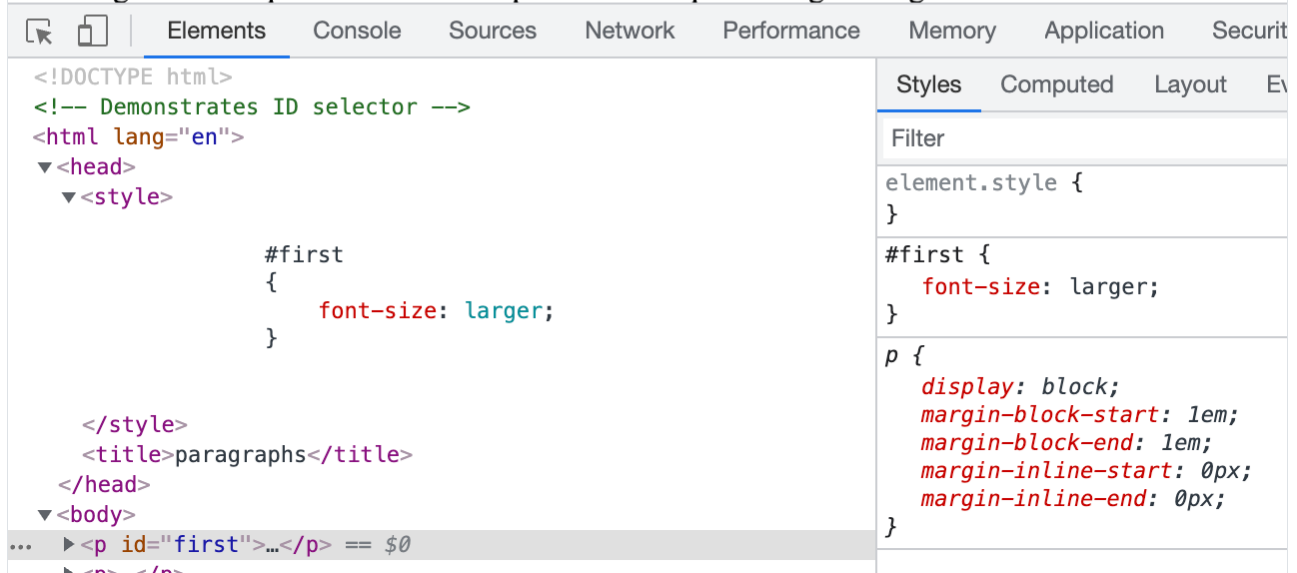 Elements Console Sources Network Performance Memory Application Securit
<!DOCTYPE html>
<!-- Demonstrates ID selector -->
<html lang="en">
▼<head>
▼<style>
#first
{
font-size: larger;
}
</style>
<title>paragraphs</title>
</head>
▼<body>
... ▶<p id="first">…</p> == $0
Styles Computed Layout Ev
Filter
element.style {
}
#first {
font-size: larger;
}
p {
display: block;
margin-block-start: 1em;
margin-block-end: 1em;
margin-inline-start: 0px;
margin-inline-end: 0px;
}